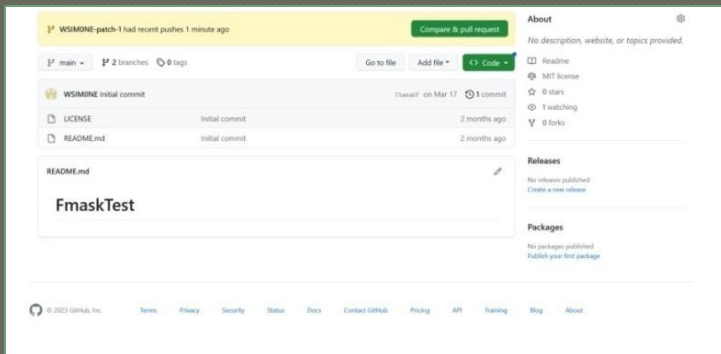 WSIM0NE-patch-1 had recent pushes 1 minute ago
Compare & pull request
main
2 branches
0 tags
Go to file
Add file
Code
WSIM0NE Initial commit
on Mar 17
1 commit
LICENSE
Initial commit
2 months ago
README.md
Initial commit
2 months ago
README.md
FmaskTest
About
No description, website, or topics provided.
Readme
MIT license
0 stars
1 watching
0 forks
Releases
No releases published
Create a new release
Packages
No packages published
Publish your first package
© 2023 GitHub, Inc.
Terms
Privacy
Security
Status
Docs
Contact GitHub
Pricing
API
Training
Blog
About